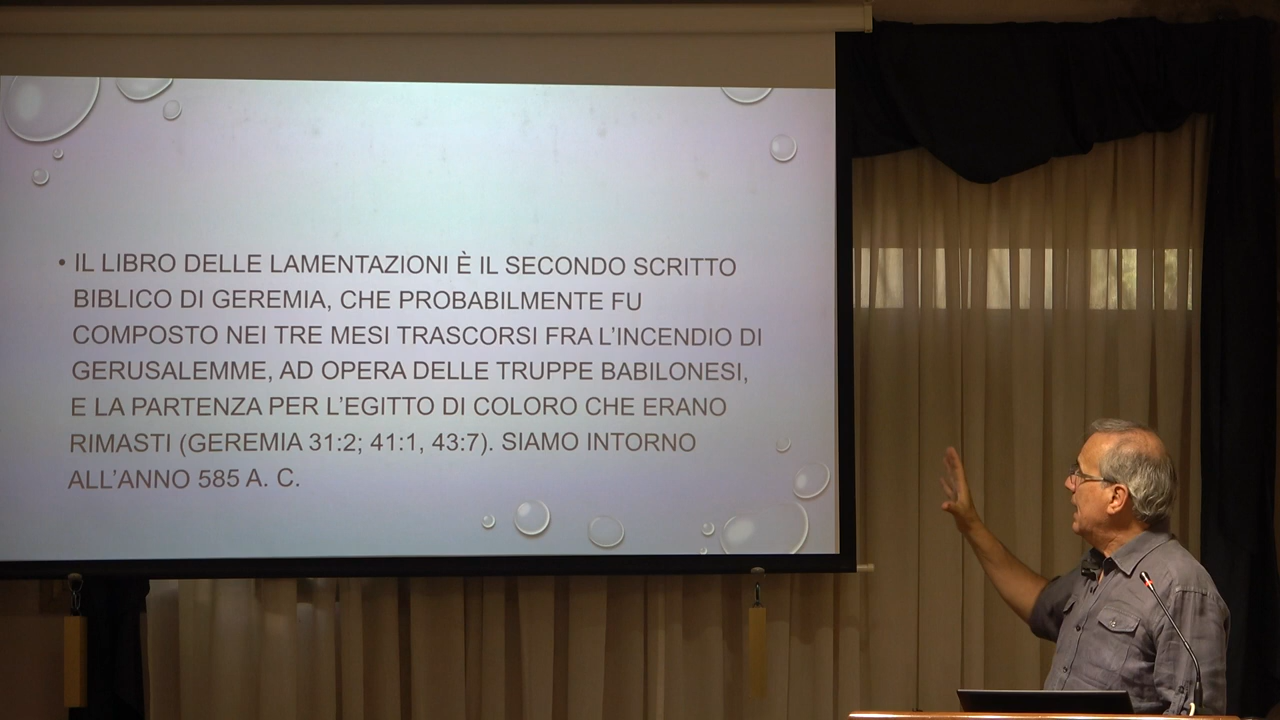 • IL LIBRO DELLE LAMENTAZIONI È IL SECONDO SCRITTO
BIBLICO DI GEREMIA, CHE PROBABILMENTE FU
COMPOSTO NEI TRE MESI TRASCORSI FRA L'INCENDIO DI
GERUSALEMME, AD OPERA DELLE TRUPPE BABILONESI,
E LA PARTENZA PER L'EGITTO DI COLORO CHE ERANO
RIMASTI (GEREMIA 31:2; 41:1, 43:7). SIAMO INTORNO
ALL'ANNO 585 A. C.